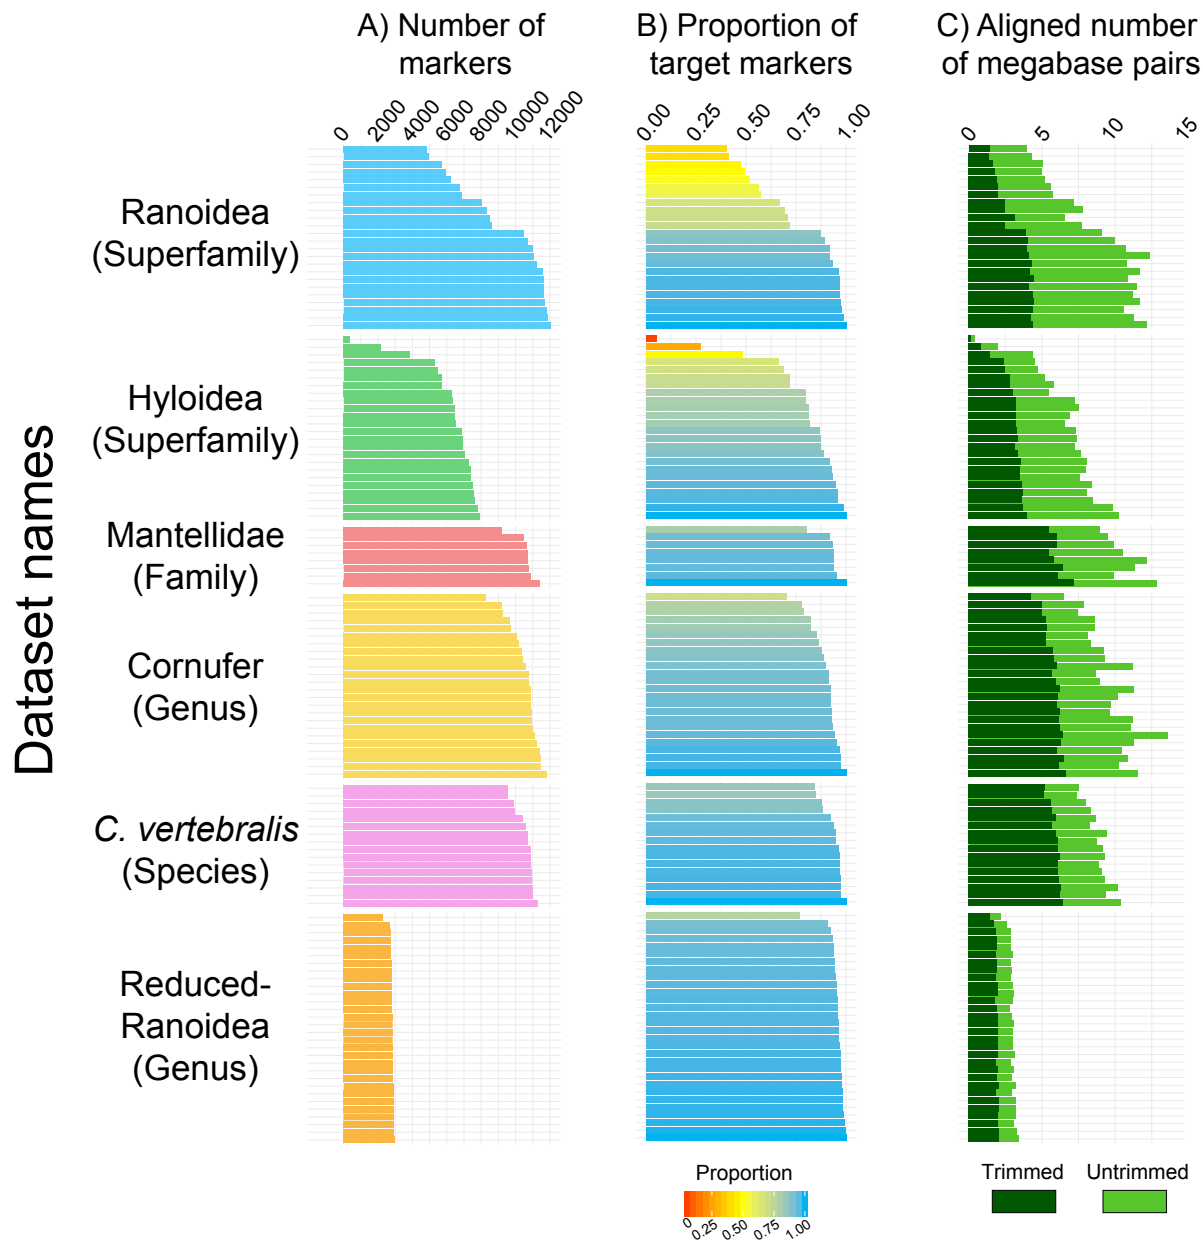 A) Number of
markers
B) Proportion of
target markers
C) Aligned number
of megabase pairs
0 2000 4000 6000 8000 10000 12000
0.00 0.25 0.50 0.75 1.00
0 5 10 15
Dataset names
Ranoidea
(Superfamily)
Hyloidea
(Superfamily)
Mantellidae
(Family)
Cornufer
(Genus)
C. vertebralis
(Species)
Reduced-
Ranoidea
(Genus)
Proportion
0 0.25 0.50 0.75 1.00
Trimmed Untrimmed